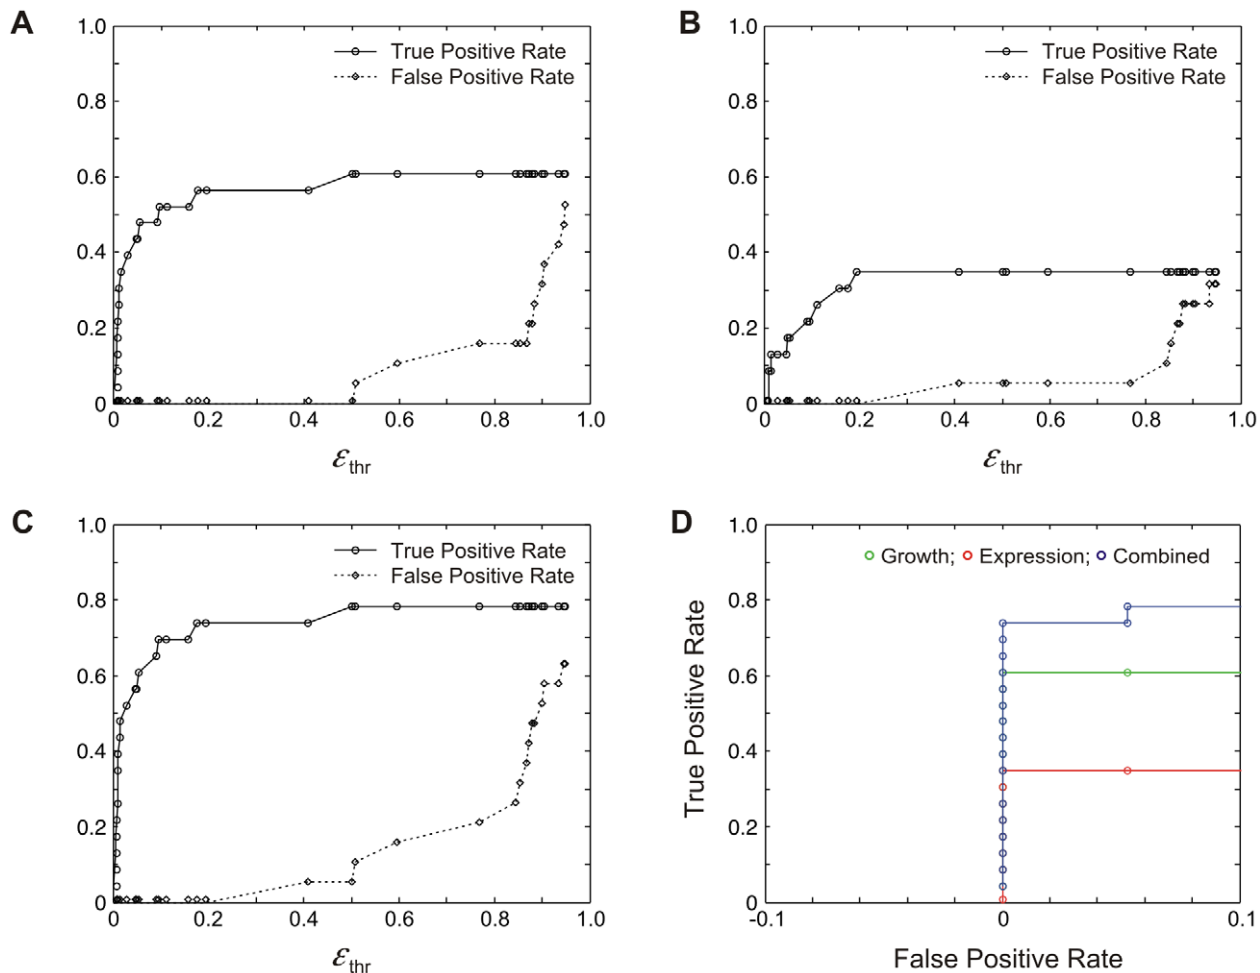 A
1.0
True Positive Rate
False Positive Rate
0.8
0.6
0.4
0.2
0
0 0.2 0.4 0.6 0.8 1.0
εthr
B
1.0
True Positive Rate
False Positive Rate
0.8
0.6
0.4
0.2
0
0 0.2 0.4 0.6 0.8 1.0
εthr
C
1.0
True Positive Rate
False Positive Rate
0.8
0.6
0.4
0.2
0
0 0.2 0.4 0.6 0.8 1.0
εthr
D
1.0
Growth; Expression; Combined
0.8
0.6
0.4
0.2
0
True Positive Rate
-0.1 0 0.1
False Positive Rate